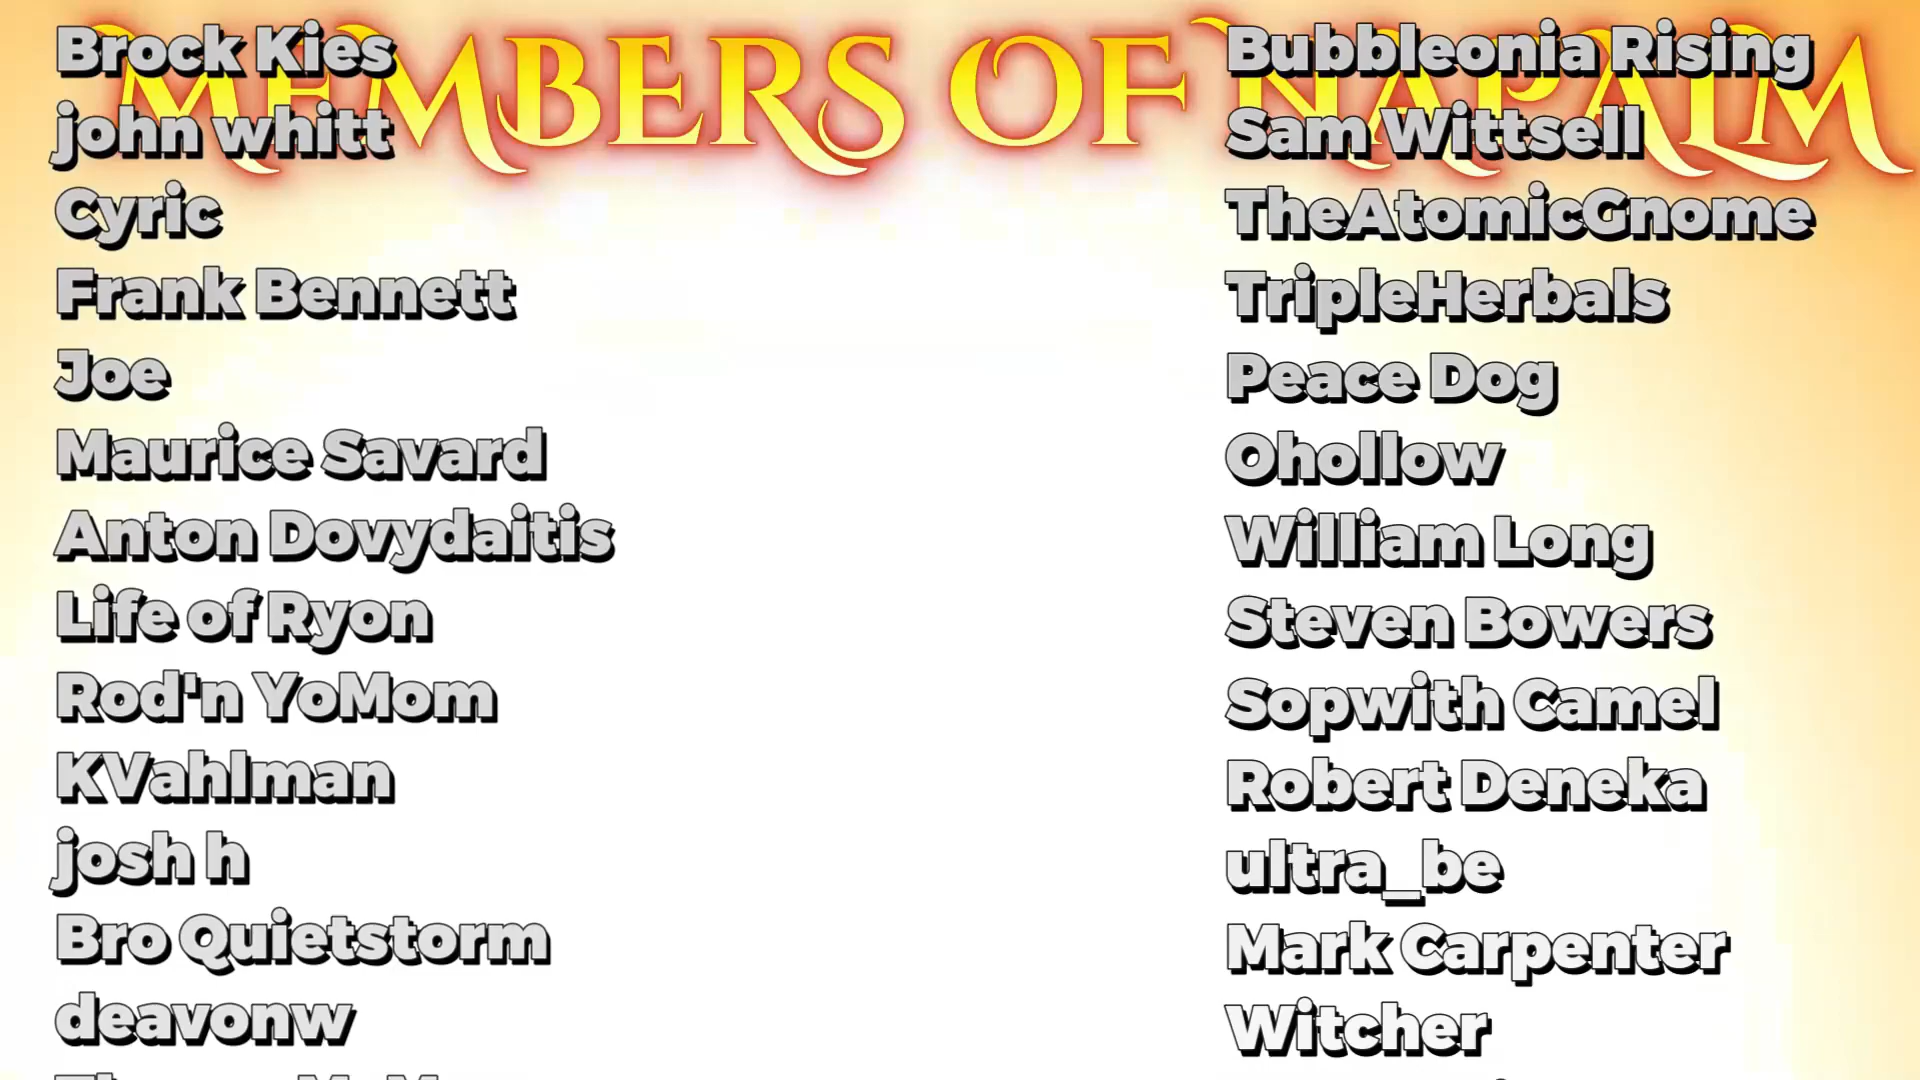 MEMBERS OF NAPALM
Brock Kies
john whitt
Cyric
Frank Bennett
Joe
Maurice Savard
Anton Dovydaitis
Life of Ryon
Rod'n YoMom
KVahlman
josh h
Bro Quietstorm
deavonw
Bubbleonia Rising
Sam Wittsell
TheAtomicGnome
TripleHerbals
Peace Dog
Ohollow
William Long
Steven Bowers
Sopwith Camel
Robert Deneka
ultra_be
Mark Carpenter
Witcher